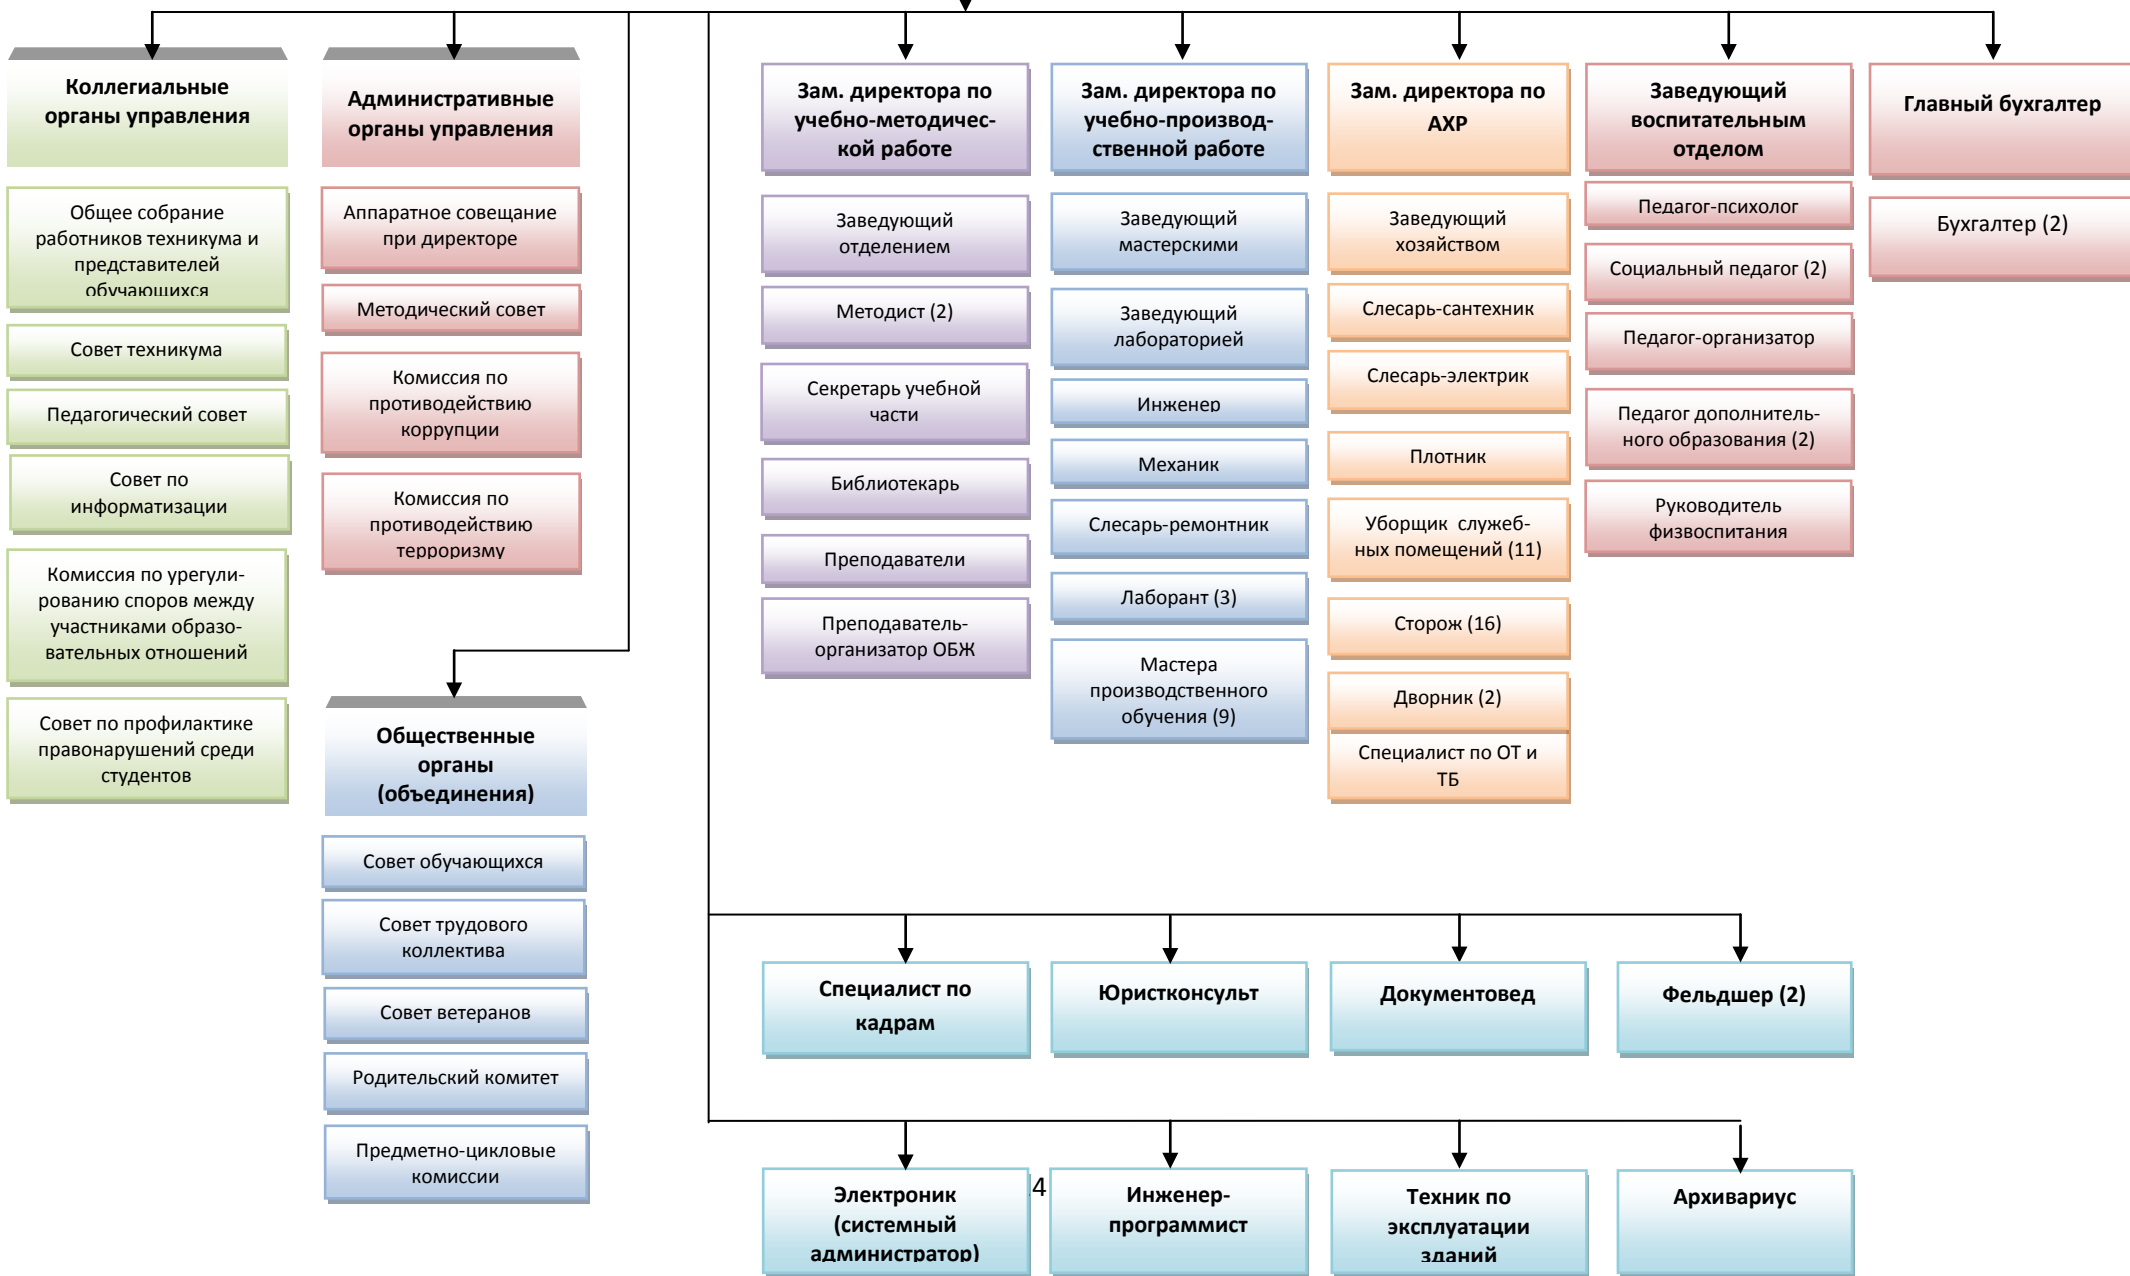 Коллегиальные
органы управления
Общее собрание
работников техникума и
представителей
обучающихся
Совет техникума
Педагогический совет
Совет по
информатизации
Комиссия по урегули-
рованию споров между
участниками образо-
вательных отношений
Совет по профилактике
правонарушений среди
студентов
Административные
органы управления
Аппаратное совещание
при директоре
Методический совет
Комиссия по
противодействию
коррупции
Комиссия по
противодействию
терроризму
Общественные
органы
(объединения)
Совет обучающихся
Совет трудового
коллектива
Совет ветеранов
Родительский комитет
Предметно-цикловые
комиссии
Зам. директора по
учебно-методичес-
кой работе
Заведующий
отделением
Методист (2)
Секретарь учебной
части
Библиотекарь
Преподаватели
Преподаватель-
организатор ОБЖ
Зам. директора по
учебно-производ-
ственной работе
Заведующий
мастерскими
Заведующий
лабораторией
Инженер
Механик
Слесарь-ремонтник
Лаборант (3)
Мастера
производственного
обучения (9)
Зам. директора по
АХР
Заведующий
хозяйством
Слесарь-сантехник
Слесарь-электрик
Плотник
Уборщик служеб-
ных помещений (11)
Сторож (16)
Дворник (2)
Специалист по ОТ и
ТБ
Заведующий
воспитательным
отделом
Педагог-психолог
Социальный педагог (2)
Педагог-организатор
Педагог дополнитель-
ного образования (2)
Руководитель
физвоспитания
Главный бухгалтер
Бухгалтер (2)
Специалист по
кадрам
Юристконсульт
Документовед
Фельдшер (2)
Электроник
(системный
администратор)
4
Инженер-
программист
Техник по
эксплуатации
зданий
Архивариус